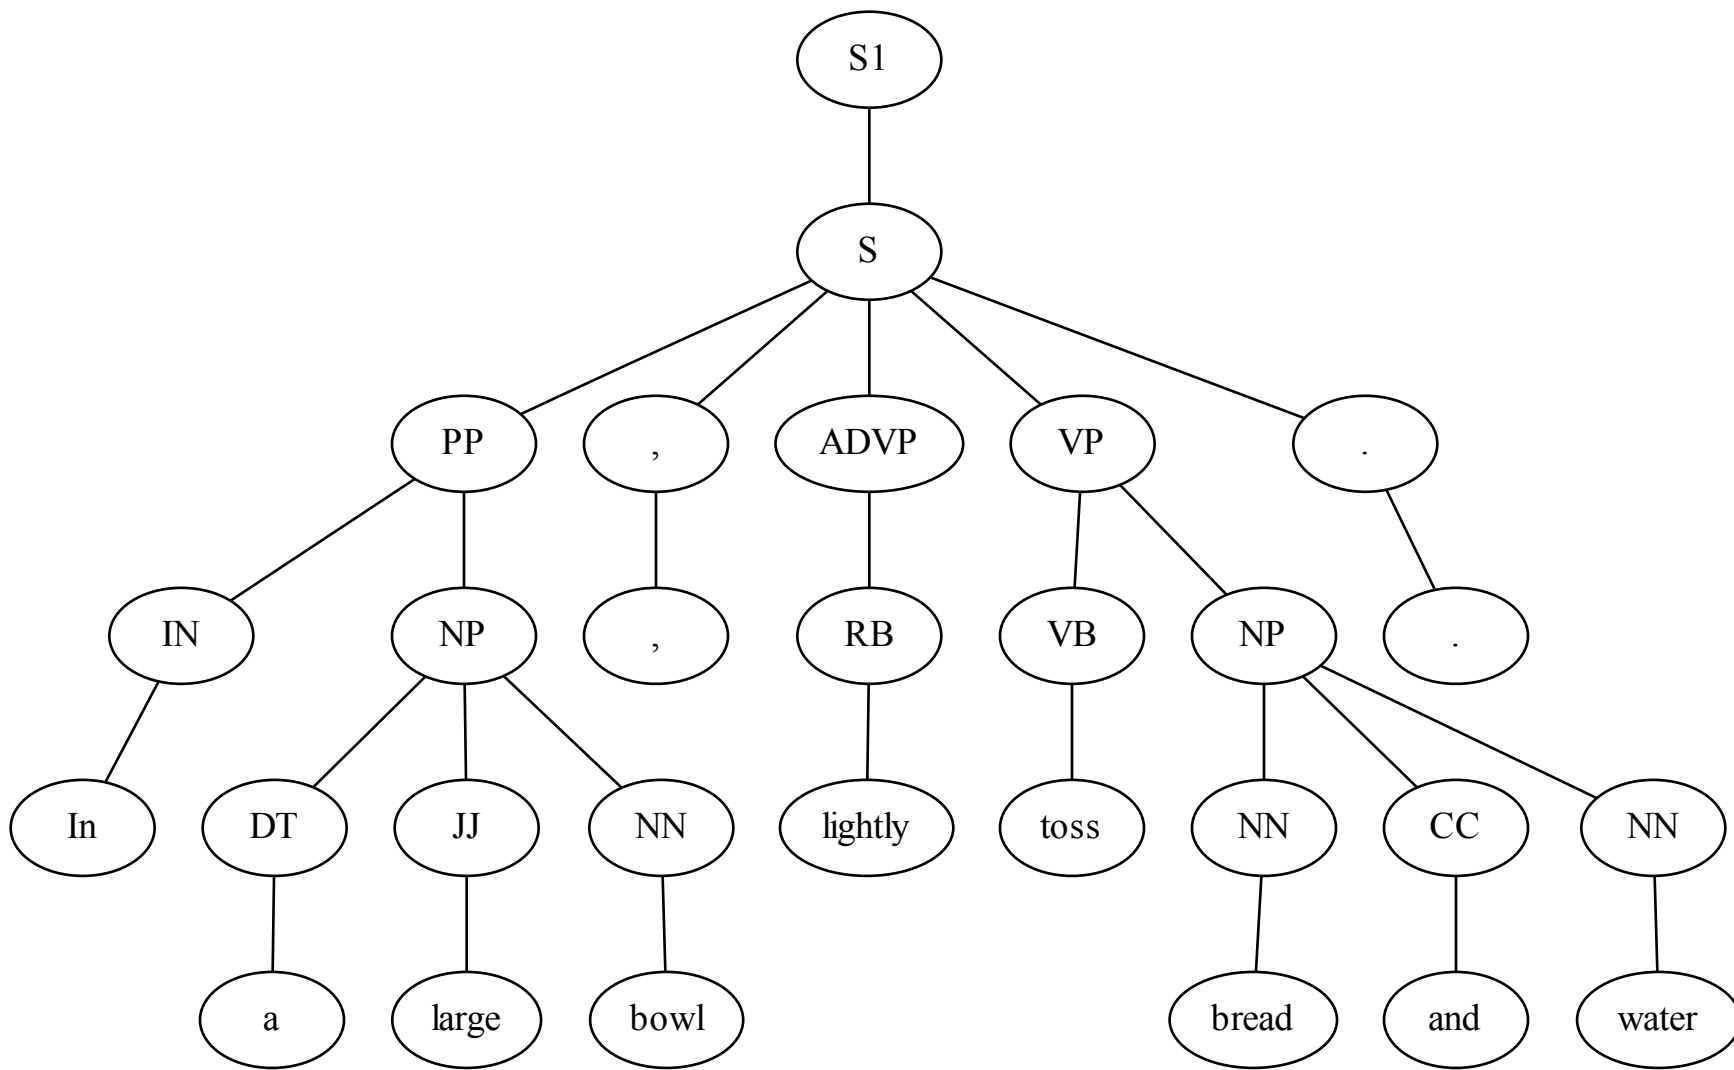 S1
S
PP , ADVP VP .
IN NP , RB VB NP .
In DT JJ NN lightly toss NN CC NN
a large bowl bread and water